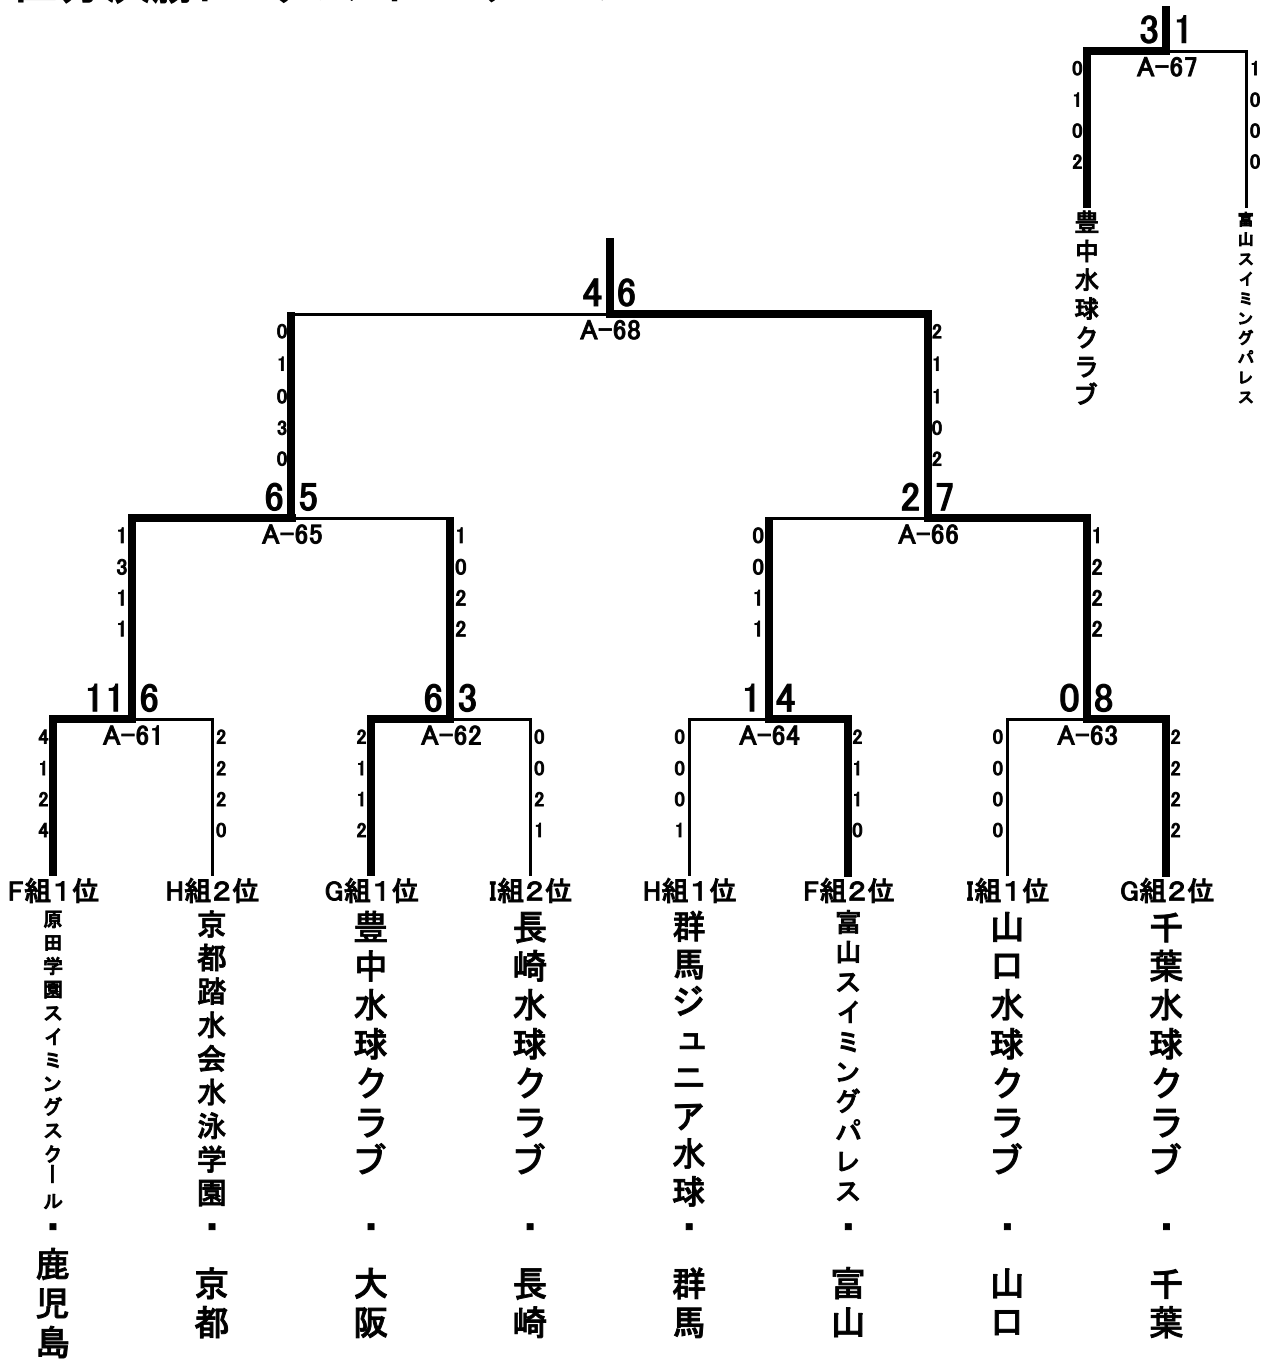 3 1
A-67
0 1
1 0
0 0
2 0
豊中水球クラブ
富山スイミングパレス
4 6
A-68
0 2
1 1
0 1
3 0
0 2
6 5
A-65
2 7
A-66
1 1
3 0
1 2
1 2
0 1
0 2
1 2
1 2
11 6
A-61
6 3
A-62
1 4
A-64
0 8
A-63
4 2 2 0 0 2 0 2
1 2 1 0 0 1 0 2
2 2 1 2 0 1 0 2
4 0 2 1 1 0 0 2
F組1位
H組2位
G組1位
I組2位
H組1位
F組2位
I組1位
G組2位
原田学園スイミングスクール・鹿児島
京都踏水会水泳学園・京都
豊中水球クラブ・大阪
長崎水球クラブ・長崎
群馬ジュニア水球・群馬
富山スイミングパレス・富山
山口水球クラブ・山口
千葉水球クラブ・千葉